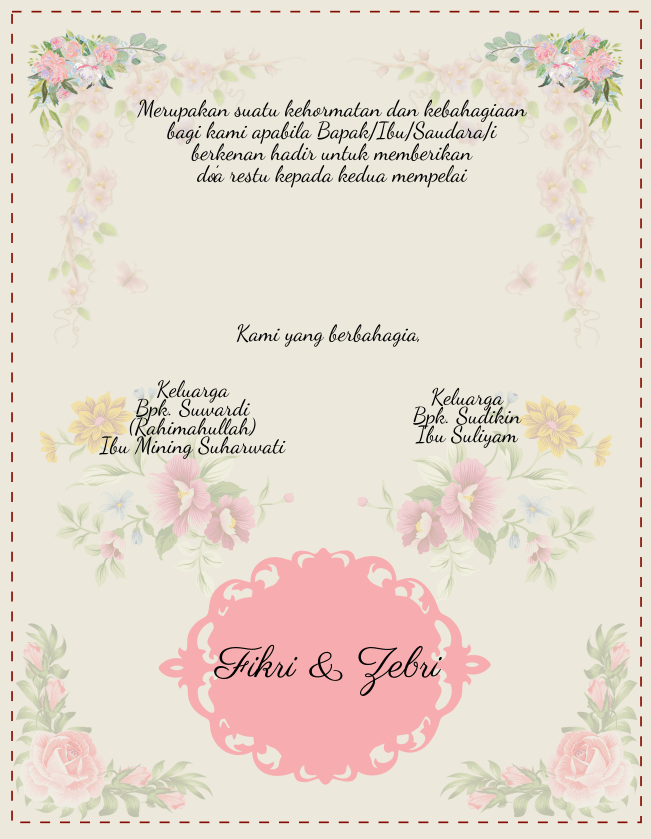 Merupakan suatu kehormatan dan kebahagiaan
bagi kami apabila Bapak/Ibu/Saudara/i
berkenan hadir untuk memberikan
do'a restu kepada kedua mempelai
Kami yang berbahagia,
Keluarga
Bpk. Suwardi
(Rahimahullah)
Ibu Mining Suharwati
Keluarga
Bpk. Sudikin
Ibu Suliyam
Fikri & Zebri